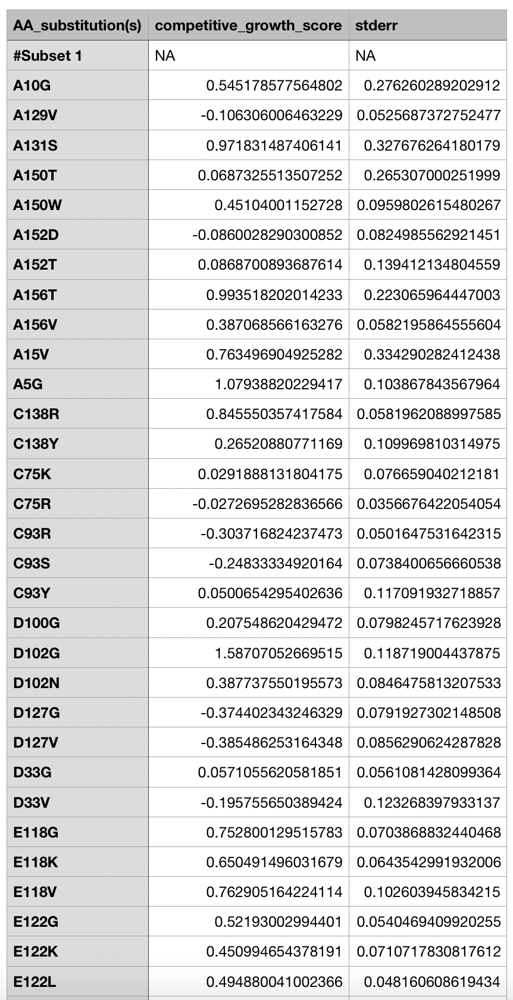 AA_substitution(s) competitive_growth_score stderr
#Subset 1 NA NA
A10G 0.545178577564802 0.276260289202912
A129V -0.106306006463229 0.0525687372752477
A131S 0.971831487406141 0.327676264180179
A150T 0.0687325513507252 0.265307000251999
A150W 0.45104001152728 0.0959802615480267
A152D -0.0860028290300852 0.0824985562921451
A152T 0.0868700893687614 0.139412134804559
A156T 0.993518202014233 0.223065964447003
A156V 0.387068566163276 0.0582195864555604
A15V 0.763496904925282 0.334290282412438
A5G 1.07938820229417 0.103867843567964
C138R 0.845550357417584 0.0581962088997585
C138Y 0.26520880771169 0.109969810314975
C75K 0.0291888131804175 0.076659040212181
C75R -0.0272695282836566 0.0356676422054054
C93R -0.303716824237473 0.0501647531642315
C93S -0.24833334920164 0.0738400656660538
C93Y 0.0500654295402636 0.117091932718857
D100G 0.207548620429472 0.0798245717623928
D102G 1.58707052669515 0.118719004437875
D102N 0.387737550195573 0.0846475813207533
D127G -0.374402343246329 0.0791927302148508
D127V -0.385486253164348 0.0856290624287828
D33G 0.0571055620581851 0.0561081428099364
D33V -0.195755650389424 0.123268397933137
E118G 0.752800129515783 0.0703868832440468
E118K 0.650491496031679 0.0643542991932006
E118V 0.762905164224114 0.102603945834215
E122G 0.52193002994401 0.0540469409920255
E122K 0.450994654378191 0.0710717830817612
E122L 0.494880041002366 0.048160608619434